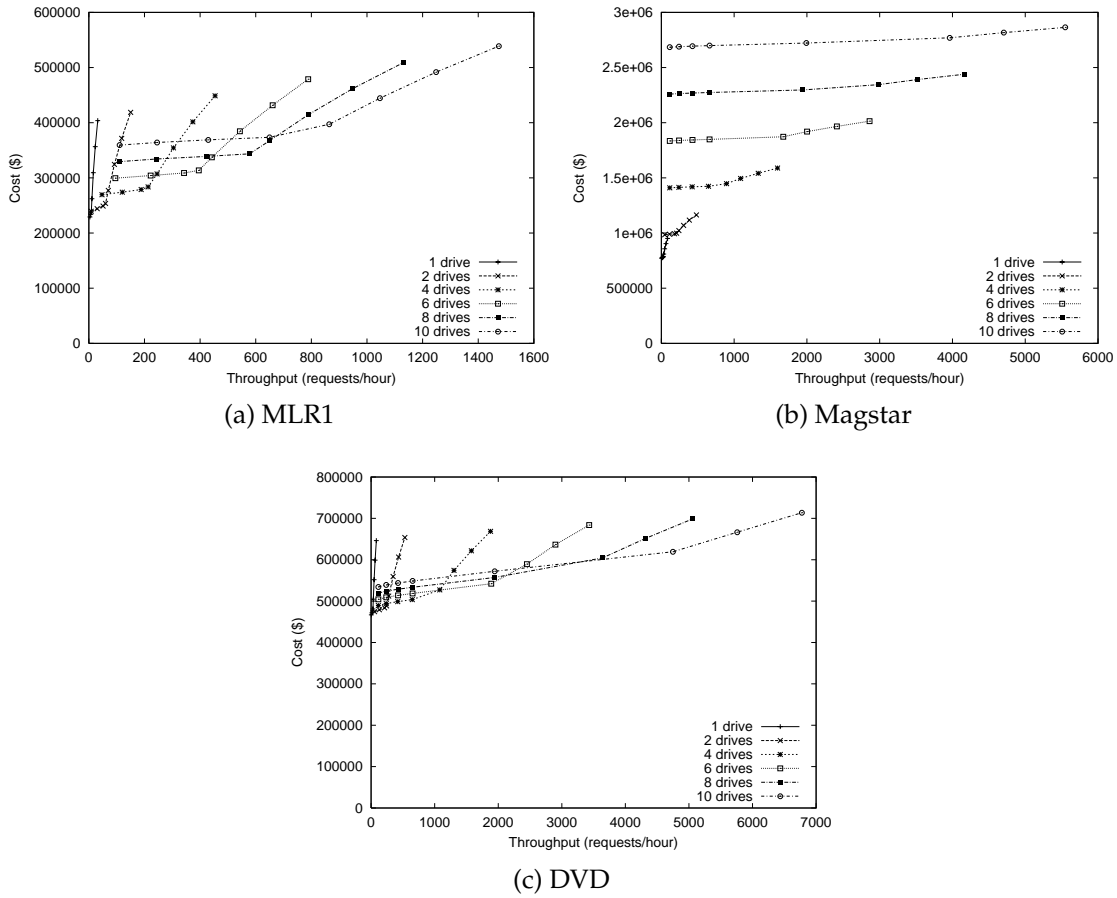 600000
500000
400000
300000
200000
100000
0
Cost ($)
0 200 400 600 800 1000 1200 1400 1600
Throughput (requests/hour)
1 drive
2 drives
4 drives
6 drives
8 drives
10 drives
(a) MLR1
3e+06
2.5e+06
2e+06
1.5e+06
1e+06
500000
0
Cost ($)
0 1000 2000 3000 4000 5000 6000
Throughput (requests/hour)
1 drive
2 drives
4 drives
6 drives
8 drives
10 drives
(b) Magstar
800000
700000
600000
500000
400000
300000
200000
100000
0
Cost ($)
0 1000 2000 3000 4000 5000 6000 7000
Throughput (requests/hour)
1 drive
2 drives
4 drives
6 drives
8 drives
10 drives
(c) DVD